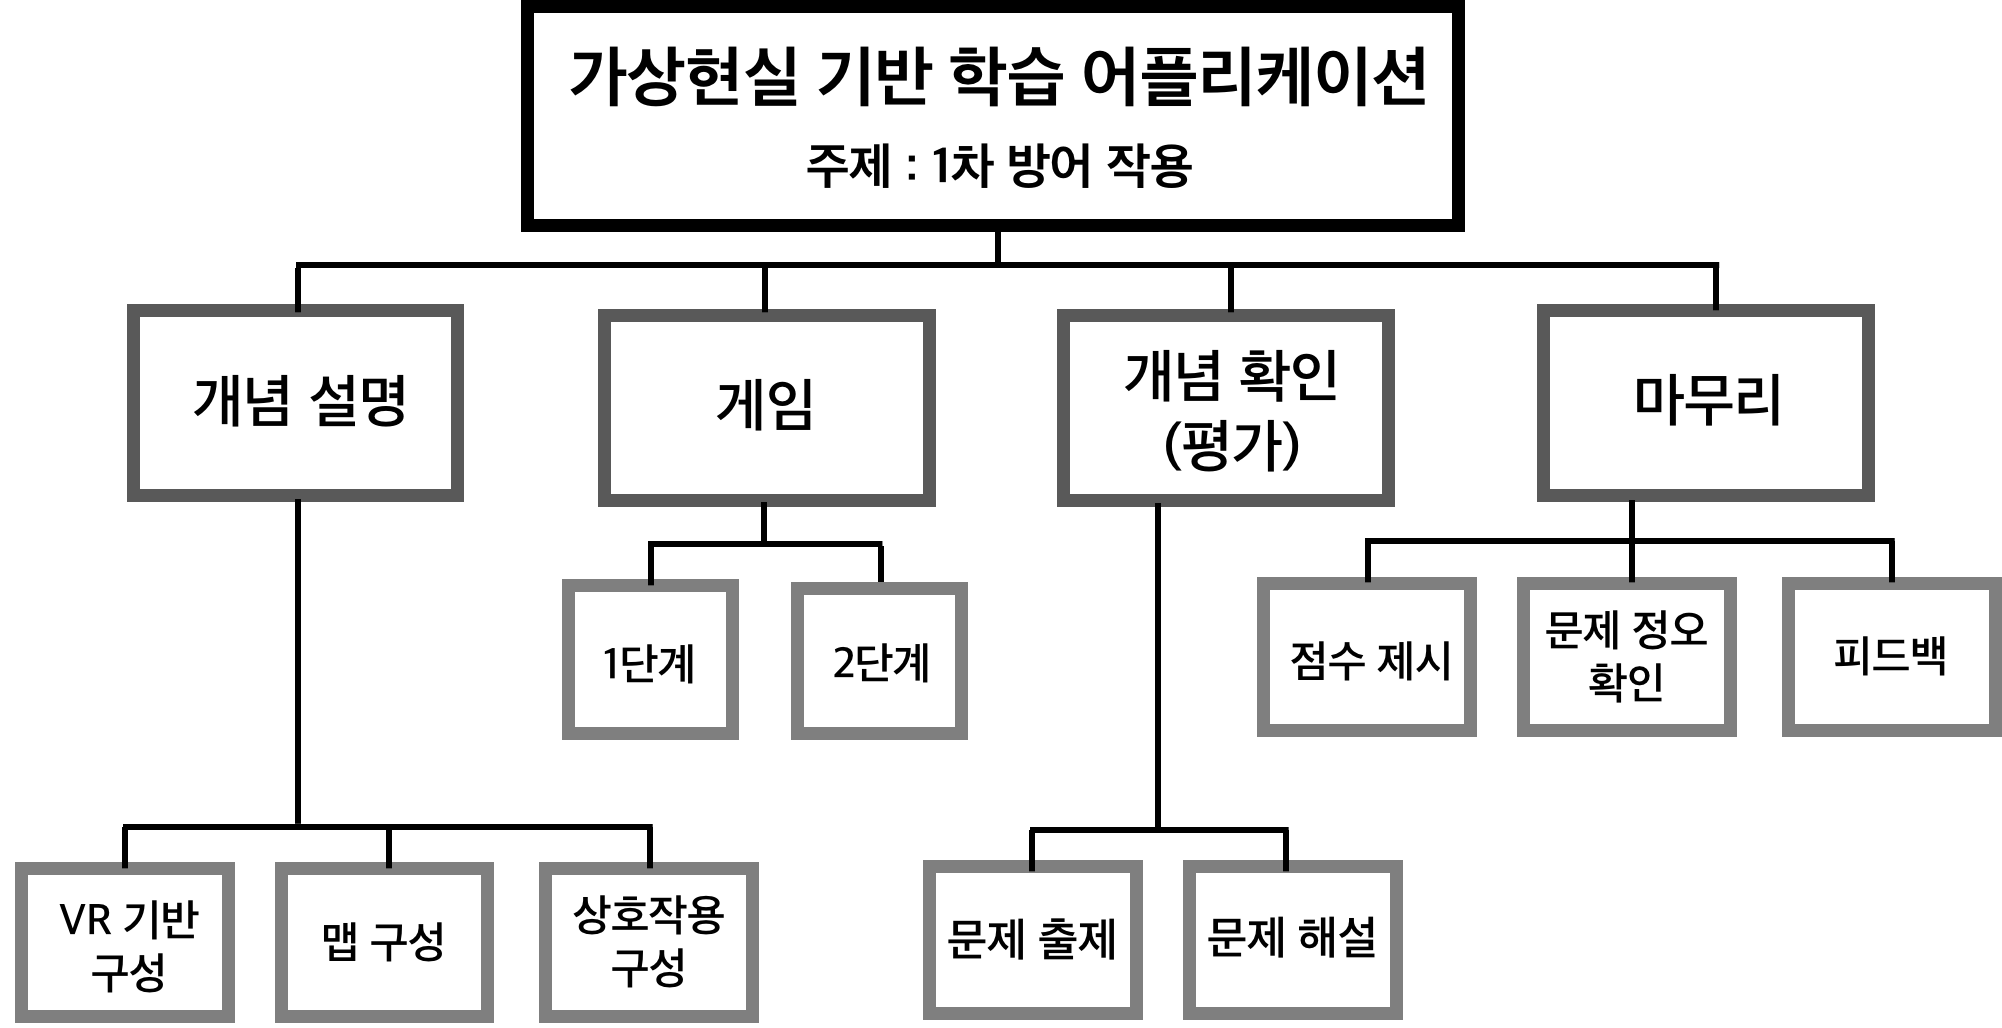 가상현실 기반 학습 어플리케이션
주제 : 1차 방어 작용
개념 설명
게임
개념 확인
(평가)
마무리
1단계
2단계
점수 제시
문제 정오
확인
피드백
VR 기반
구성
맵 구성
상호작용
구성
문제 출제
문제 해설